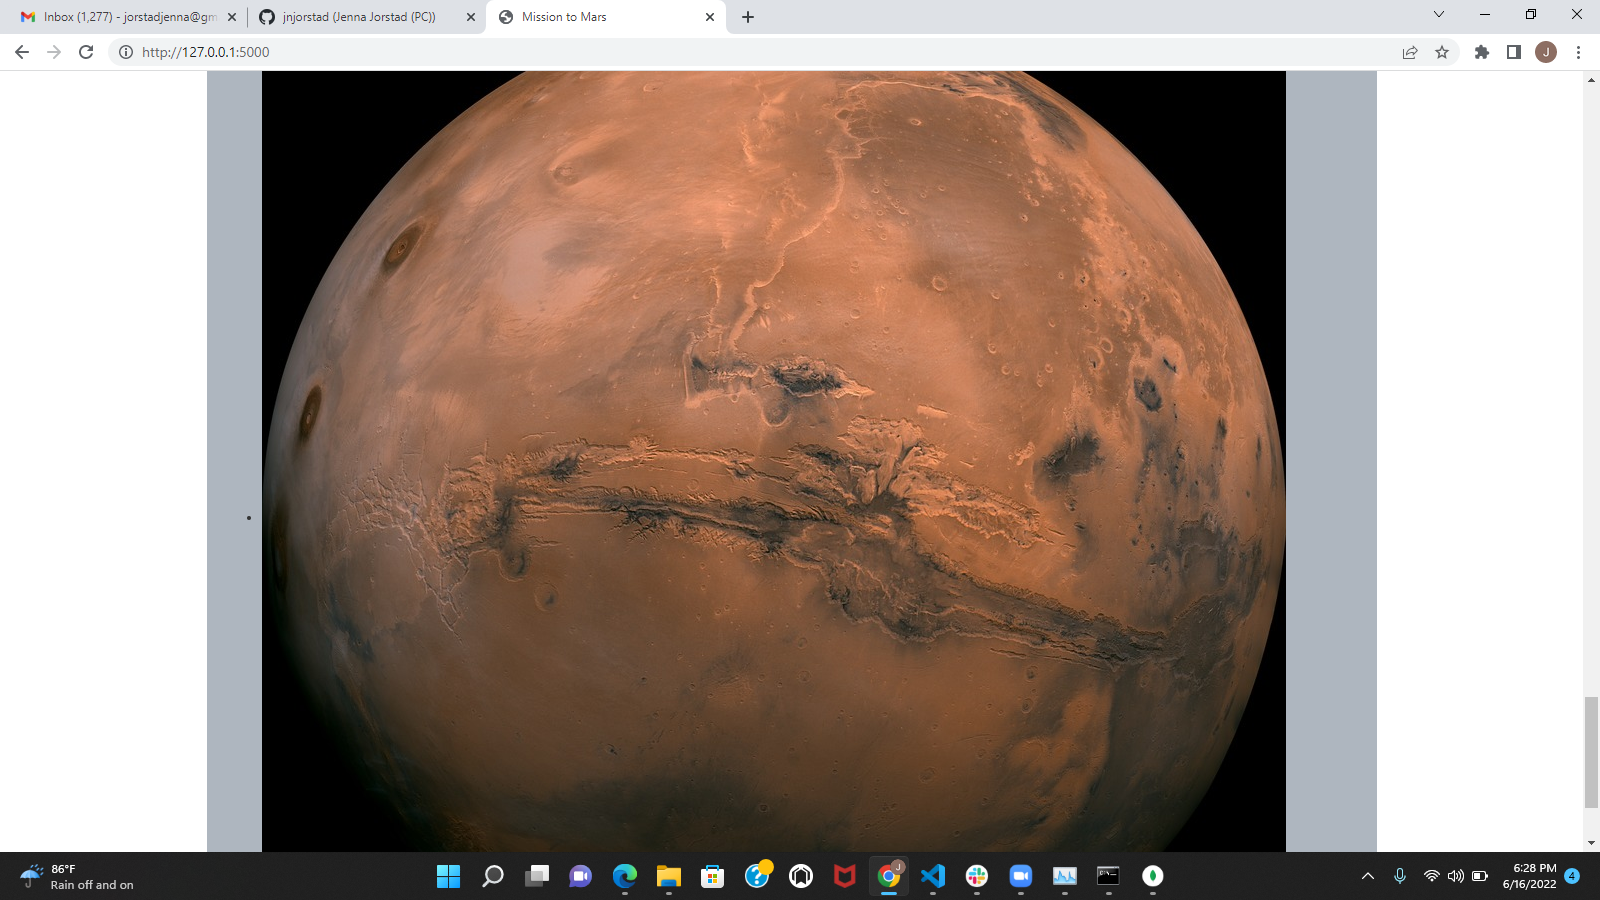 Inbox (1,277) - jorstadjenna@gm
jnjorstad (Jenna Jorstad (PC))
Mission to Mars
http://127.0.0.1:5000
J
J
86°F
Rain off and on
6:28 PM
6/16/2022
4